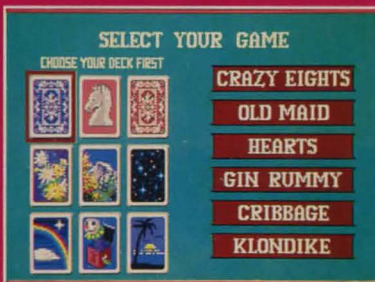 SELECT YOUR GAME
CHOOSE YOUR DECK FIRST
CRAZY EIGHTS
OLD MAID
HEARTS
GIN RUMMY
CRIBBAGE
KLONDIKE